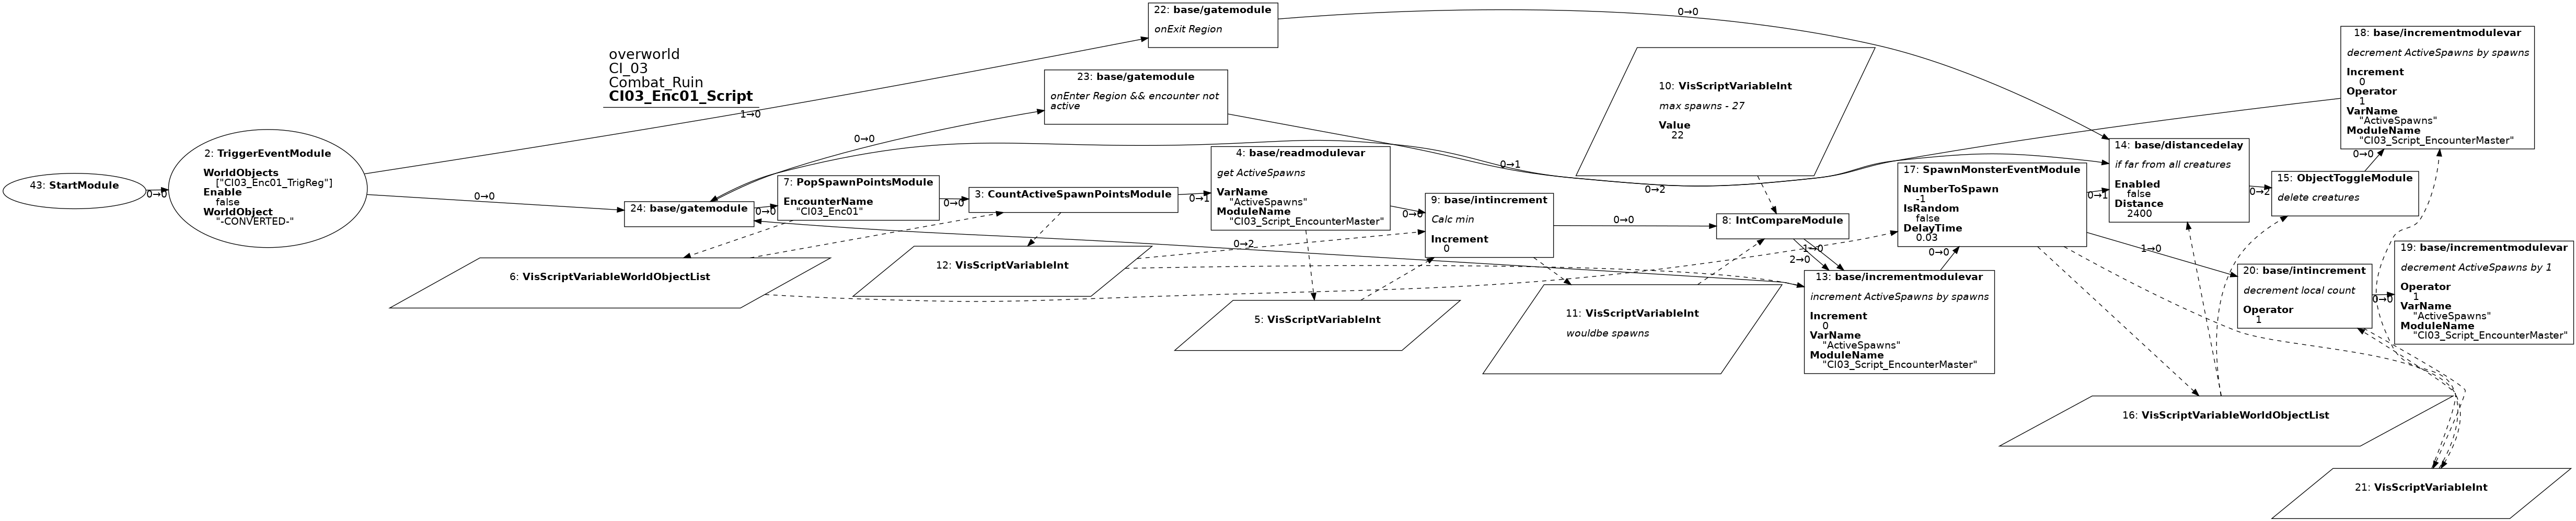 overworld
CI_03
Combat_Ruin
CI03_Enc01_Script
43: StartModule
0→0
2: TriggerEventModule
WorldObjects
["CI03_Enc01_TrigReg"]
Enable
false
WorldObject
"-CONVERTED-"
1→0
0→0
22: base/gatemodule
onExit Region
0→0
23: base/gatemodule
onEnter Region && encounter not
active
0→0
0→1
24: base/gatemodule
0→0
7: PopSpawnPointsModule
EncounterName
"CI03_Enc01"
0→0
3: CountActiveSpawnPointsModule
0→1
4: base/readmodulevar
get ActiveSpawns
VarName
"ActiveSpawns"
ModuleName
"CI03_Script_EncounterMaster"
0→0
6: VisScriptVariableWorldObjectList
12: VisScriptVariableInt
0→2
5: VisScriptVariableInt
9: base/intincrement
Calc min
Increment
0
0→0
11: VisScriptVariableInt
wouldbe spawns
10: VisScriptVariableInt
max spawns - 27
Value
22
0→2
8: IntCompareModule
1→0
2→0
13: base/incrementmodulevar
increment ActiveSpawns by spawns
Increment
0
VarName
"ActiveSpawns"
ModuleName
"CI03_Script_EncounterMaster"
0→0
17: SpawnMonsterEventModule
NumberToSpawn
-1
IsRandom
false
DelayTime
0.03
0→1
1→0
14: base/distancedelay
if far from all creatures
Enabled
false
Distance
2400
0→2
15: ObjectToggleModule
delete creatures
0→0
18: base/incrementmodulevar
decrement ActiveSpawns by spawns
Increment
0
Operator
1
VarName
"ActiveSpawns"
ModuleName
"CI03_Script_EncounterMaster"
20: base/intincrement
decrement local count
Operator
1
0→0
19: base/incrementmodulevar
decrement ActiveSpawns by 1
Operator
1
VarName
"ActiveSpawns"
ModuleName
"CI03_Script_EncounterMaster"
16: VisScriptVariableWorldObjectList
21: VisScriptVariableInt